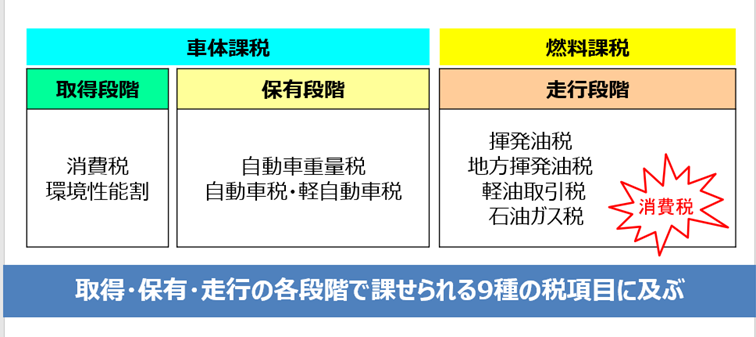 車体課税
燃料課税
取得段階
保有段階
走行段階
消費税
環境性能割
自動車重量税
自動車税・軽自動車税
揮発油税
地方揮発油税
軽油取引税
石油ガス税
消費税
取得・保有・走行の各段階で課せられる9種の税項目に及ぶ